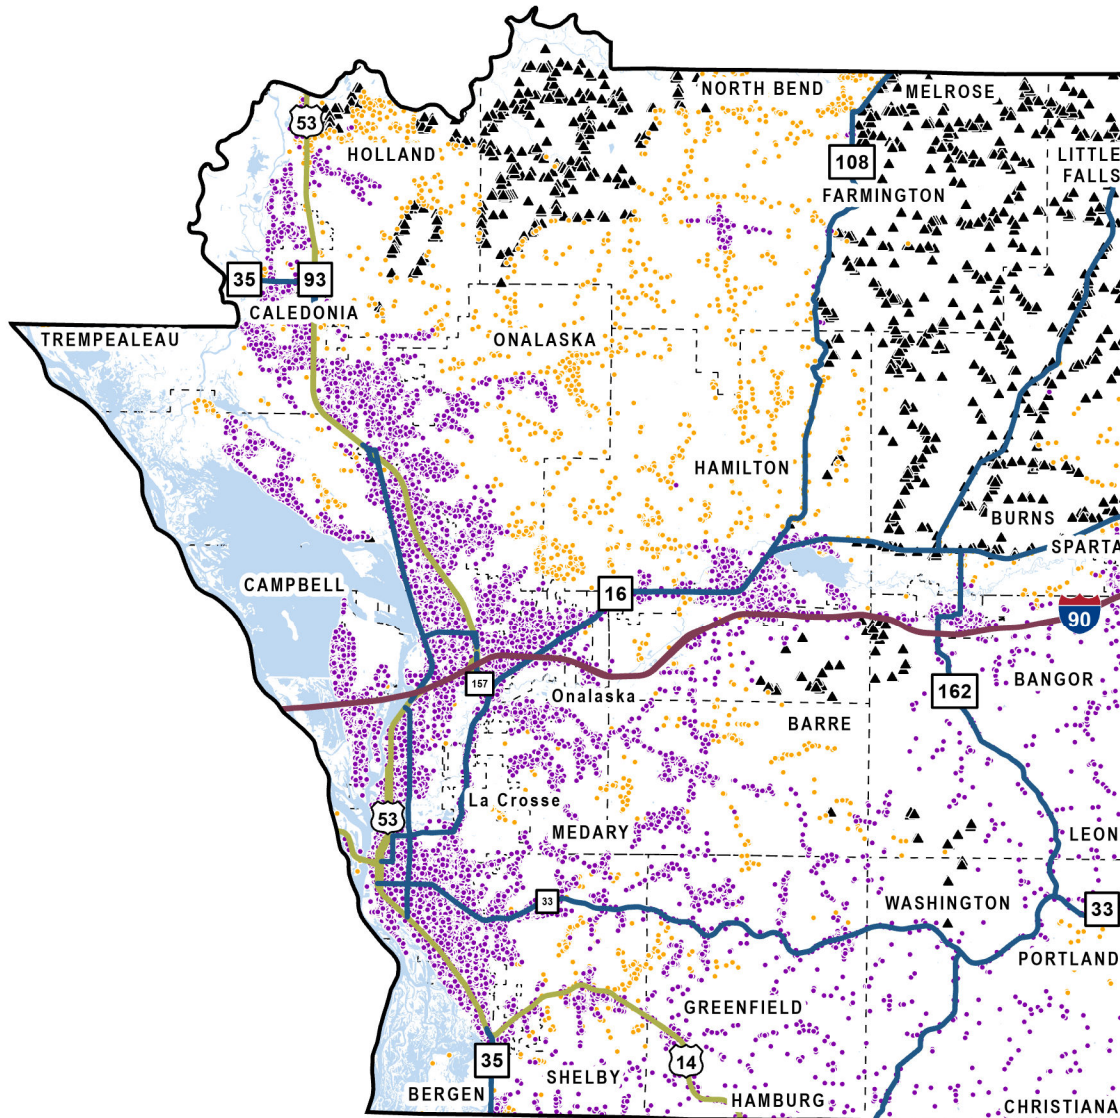 NORTH BEND
MELROSE
53
HOLLAND
108
LITTLE
FALLS
FARMINGTON
35
93
CALEDONIA
TREMPEALEAU
ONALASKA
HAMILTON
BURNS
SPARTA
CAMPBELL
16
90
157
Onalaska
162
BANGOR
BARRE
La Crosse
53
MEDARY
LEON
33
WASHINGTON
33
PORTLAND
GREENFIELD
35
14
SHELBY
BERGEN
HAMBURG
CHRISTIANA